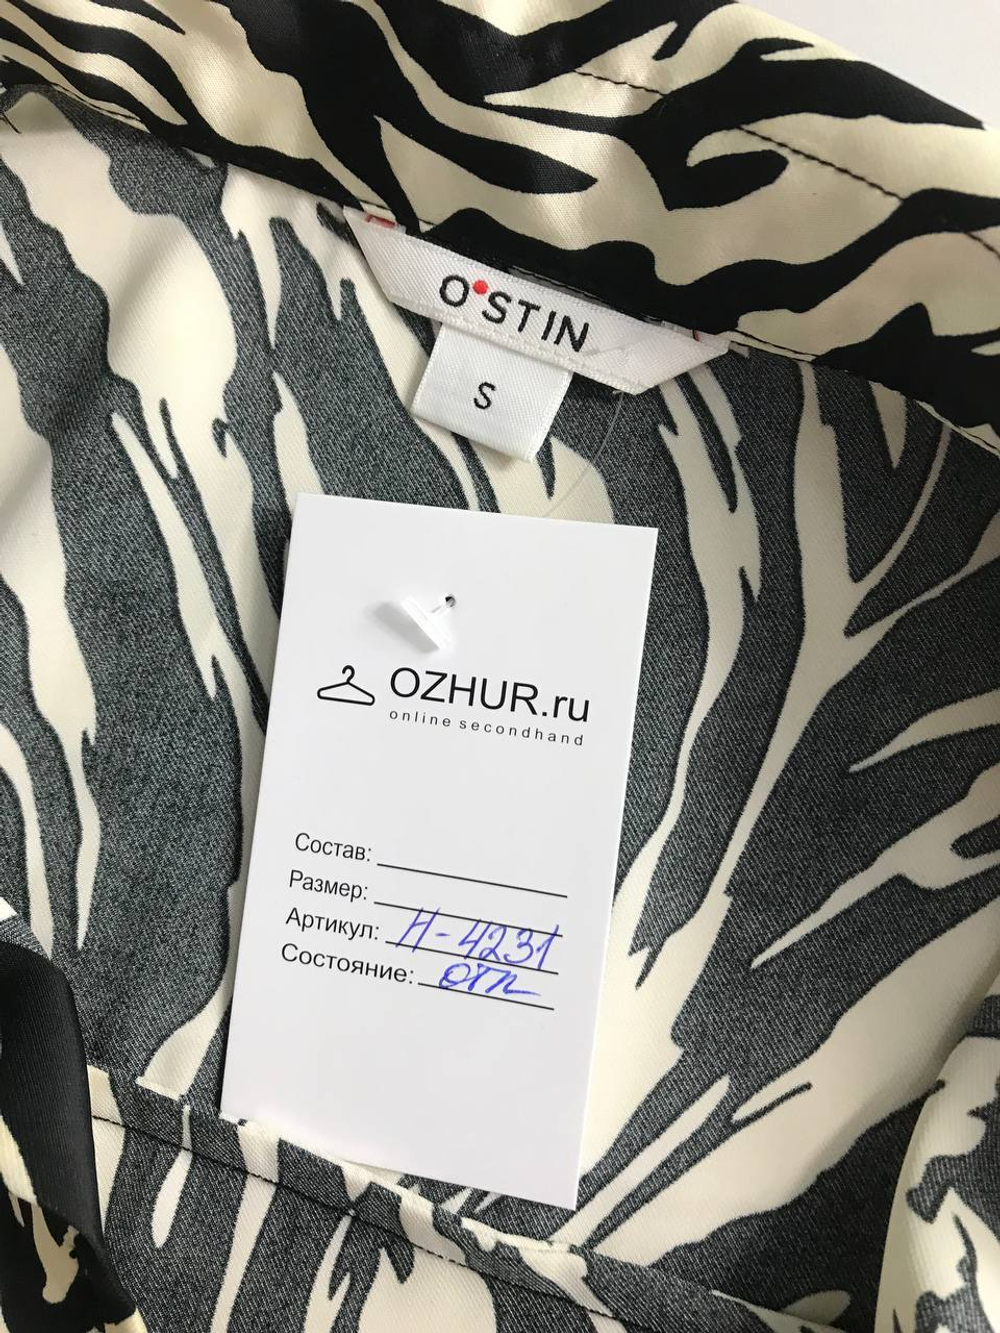 O'STIN
S
OZHUR.ru
online secondhand
Состав:
Размер:
Артикул: Н-4231
Состояние: отл